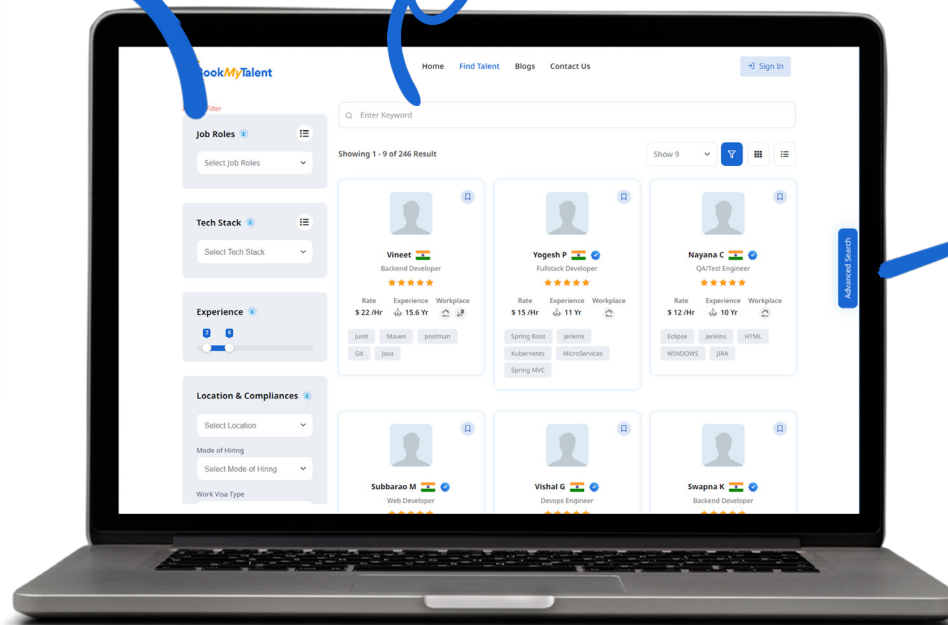 BookMyTalent
Home Find Talent Blogs Contact Us
Sign In
Filter
Enter Keyword
Job Roles
Select Job Roles
Showing 1 - 9 of 246 Result
Show 9
Tech Stack
Select Tech Stack
Experience
2 6
Location & Compliances
Select Location
Mode of Hiring
Select Mode of Hiring
Work Visa Type
Vineet
Backend Developer
Rate Experience Workplace
$ 22 /Hr 15.6 Yr
Junit Maven postman
Git Java
Yogesh P
Fullstack Developer
Rate Experience Workplace
$ 15 /Hr 11 Yr
Spring Boot Jenkins
Kubernetes MicroServices
Spring MVC
Nayana C
QA/Test Engineer
Rate Experience Workplace
$ 12 /Hr 10 Yr
Eclipse Jenkins HTML
WINDOWS JIRA
Subbarao M
Web Developer
Vishal G
Devops Engineer
Swapna K
Backend Developer
Advanced Search